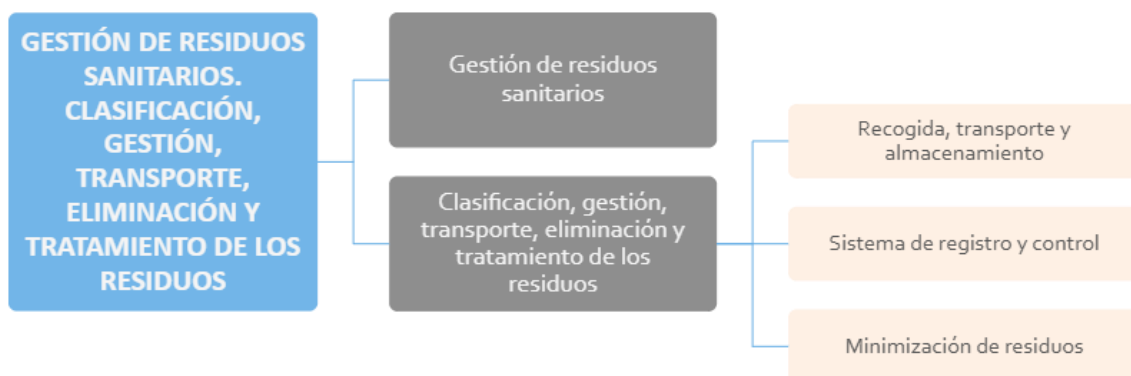 GESTIÓN DE RESIDUOS
SANITARIOS.
CLASIFICACIÓN,
GESTIÓN,
TRANSPORTE,
ELIMINACIÓN Y
TRATAMIENTO DE LOS
RESIDUOS
Gestión de residuos
sanitarios
Clasificación, gestión,
transporte, eliminación y
tratamiento de los
residuos
Recogida, transporte y
almacenamiento
Sistema de registro y control
Minimización de residuos